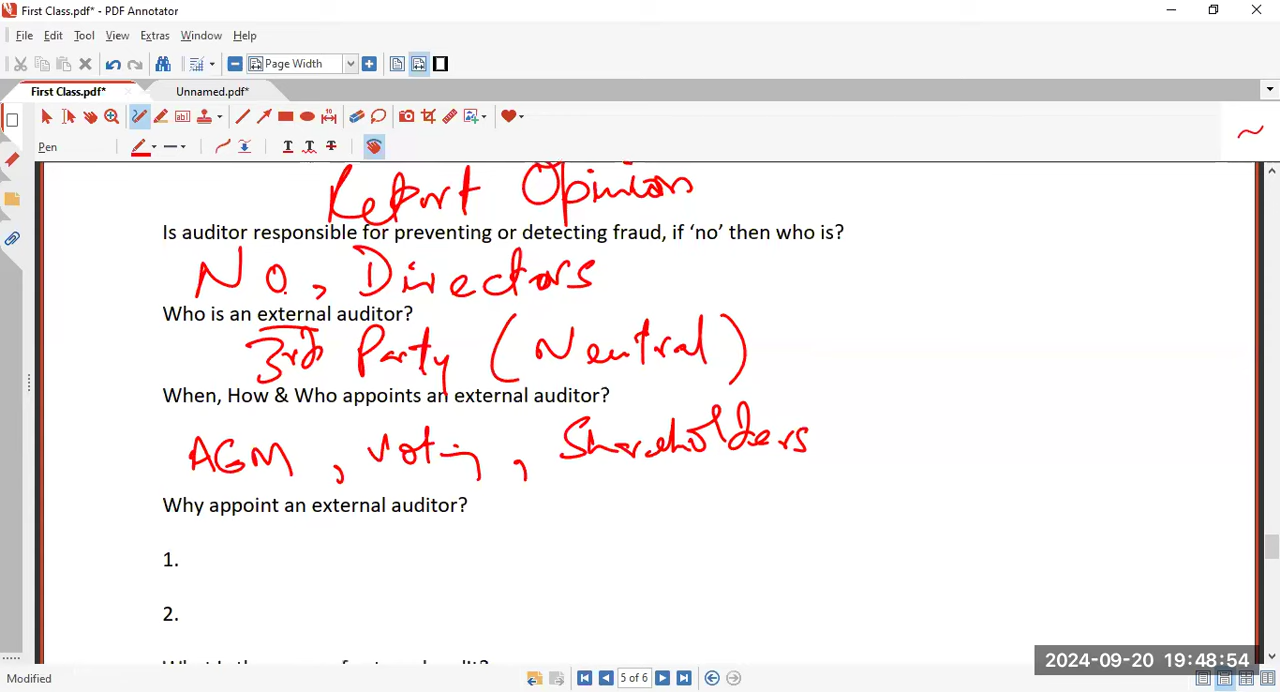 First Class.pdf* - PDF Annotator
File Edit Tool View Extras Window Help
Page Width
First Class.pdf* Unnamed.pdf*
Pen
Report Opinion
Is auditor responsible for preventing or detecting fraud, if ‘no’ then who is?
No, Directors
Who is an external auditor?
3rd Party (Neutral)
When, How & Who appoints an external auditor?
AGM, Voting, Shareholders
Why appoint an external auditor?
1.
2.
Modified
5 of 6
2024-09-20 19:48:54